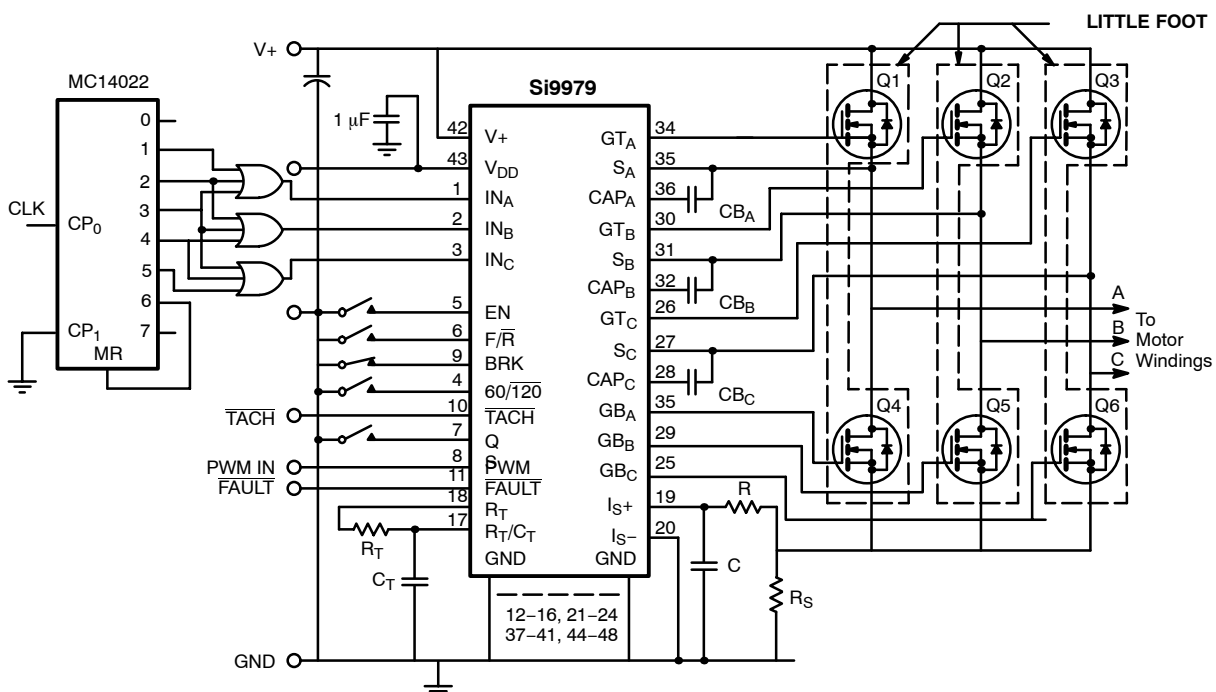 LITTLE FOOT
V+
MC14022
CLK
CP0
CP1
MR
0
1
2
3
4
5
6
7
1 μF
Si9979
42 V+
43 VDD
1 INA
2 INB
3 INC
5 EN
6 F/R
9 BRK
4 60/120
TACH 10 TACH
7 QS
PWM IN 8 PWM
FAULT 11 FAULT
18 RT
17 RT/CT
GND
RT
CT
GTA 34
SA 35
CAPA 36
CBA
GTB 30
SB 31
CAPB 32
CBB
GTC 26
SC 27
CAPC 28
CBC
GBA 35
GBB 29
GBC 25
IS+ 19
IS− 20
GND
R
C
RS
Q1
Q2
Q3
Q4
Q5
Q6
A
B
C
To
Motor
Windings
12−16, 21−24
37−41, 44−48
GND